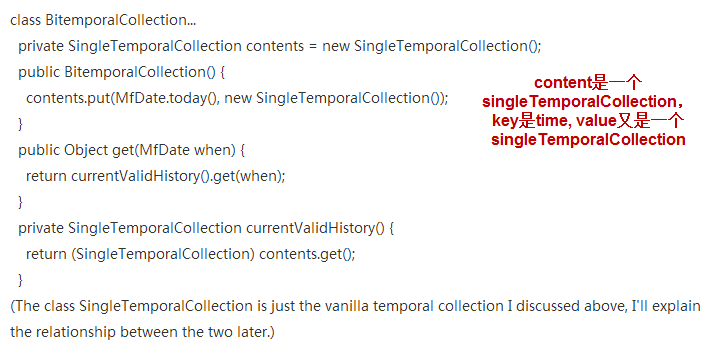 class BitemporalCollection...
private SingleTemporalCollection contents = new SingleTemporalCollection();
public BitemporalCollection() {
contents.put(MfDate.today(), new SingleTemporalCollection());
}
public Object get(MfDate when) {
return currentValidHistory().get(when);
}
private SingleTemporalCollection currentValidHistory() {
return (SingleTemporalCollection) contents.get();
}
(The class SingleTemporalCollection is just the vanilla temporal collection I discussed above, I'll explain
the relationship between the two later.)
content是一个
singleTemporalCollection,
key是time, value又是一个
singleTemporalCollection